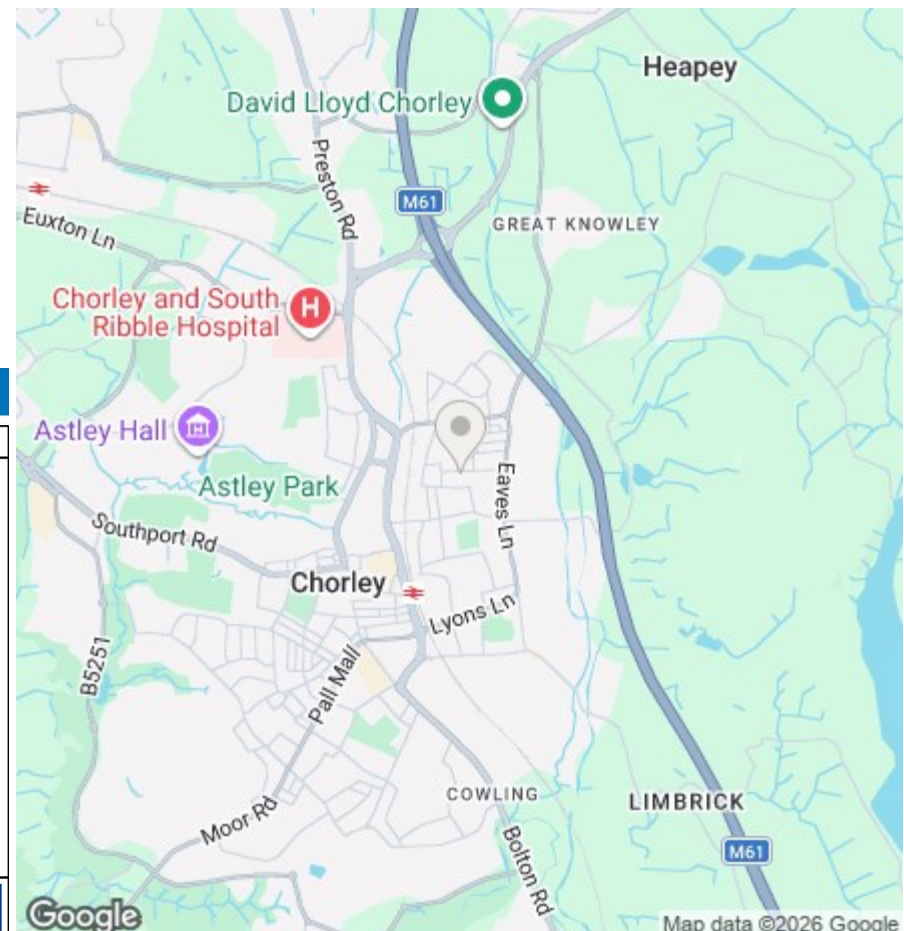 Heapey
David Lloyd Chorley
Preston Rd
M61
GREAT KNOWLEY
Euxton Ln
Chorley and South
Ribble Hospital
H
Astley Hall
Astley Park
Eaves Ln
Southport Rd
Chorley
Lyons Ln
B5251
Pall Mall
COWLING
LIMBRICK
Moor Rd
Bolton Rd
M61
Google
Map data ©2026 Google